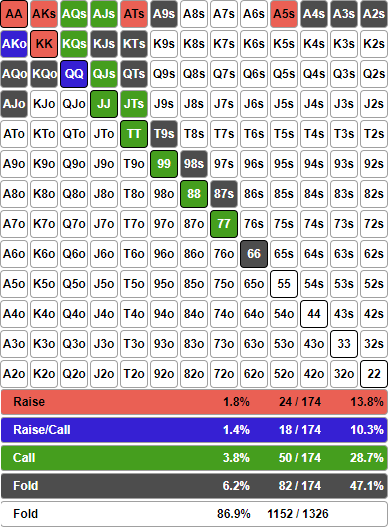 AA AKs AQs AJs ATs A9s A8s A7s A6s A5s A4s A3s A2s
AKo KK KQs KJs KTs K9s K8s K7s K6s K5s K4s K3s K2s
AQo KQo QQ QJs QTs Q9s Q8s Q7s Q6s Q5s Q4s Q3s Q2s
AJo KJo QJo JJ JTs J9s J8s J7s J6s J5s J4s J3s J2s
ATo KTo QTo JTo TT T9s T8s T7s T6s T5s T4s T3s T2s
A9o K9o Q9o J9o T9o 99 98s 97s 96s 95s 94s 93s 92s
A8o K8o Q8o J8o T8o 98o 88 87s 86s 85s 84s 83s 82s
A7o K7o Q7o J7o T7o 97o 87o 77 76s 75s 74s 73s 72s
A6o K6o Q6o J6o T6o 96o 86o 76o 66 65s 64s 63s 62s
A5o K5o Q5o J5o T5o 95o 85o 75o 65o 55 54s 53s 52s
A4o K4o Q4o J4o T4o 94o 84o 74o 64o 54o 44 43s 42s
A3o K3o Q3o J3o T3o 93o 83o 73o 63o 53o 43o 33 32s
A2o K2o Q2o J2o T2o 92o 82o 72o 62o 52o 42o 32o 22
Raise 1.8% 24 / 174 13.8%
Raise/Call 1.4% 18 / 174 10.3%
Call 3.8% 50 / 174 28.7%
Fold 6.2% 82 / 174 47.1%
Fold 86.9% 1152 / 1326